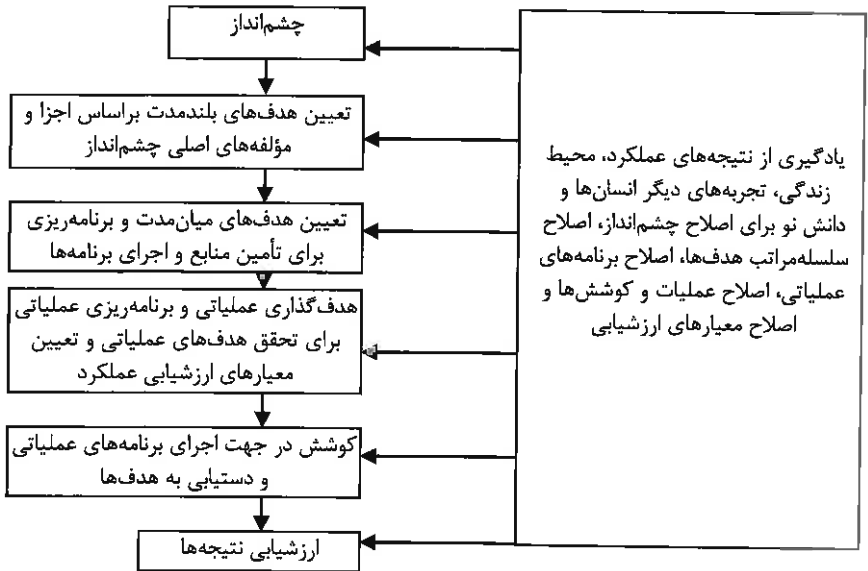 چشم‌انداز
تعیین هدف‌های بلندمدت براساس اجزا و
مؤلفه‌های اصلی چشم‌انداز
تعیین هدف‌های میان‌مدت و برنامه‌ریزی
برای تأمین منابع و اجرای برنامه‌ها
هدف‌گذاری عملیاتی و برنامه‌ریزی عملیاتی
برای تحقق هدف‌های عملیاتی و تعیین
معیارهای ارزشیابی عملکرد
کوشش در جهت اجرای برنامه‌های عملیاتی
و دستیابی به هدف‌ها
ارزشیابی نتیجه‌ها
یادگیری از نتیجه‌های عملکرد، محیط
زندگی، تجربه‌های دیگر انسان‌ها و
دانش نو برای اصلاح چشم‌انداز، اصلاح
سلسله‌مراتب هدف‌ها، اصلاح برنامه‌های
عملیاتی، اصلاح عملیات و کوشش‌ها و
اصلاح معیارهای ارزشیابی